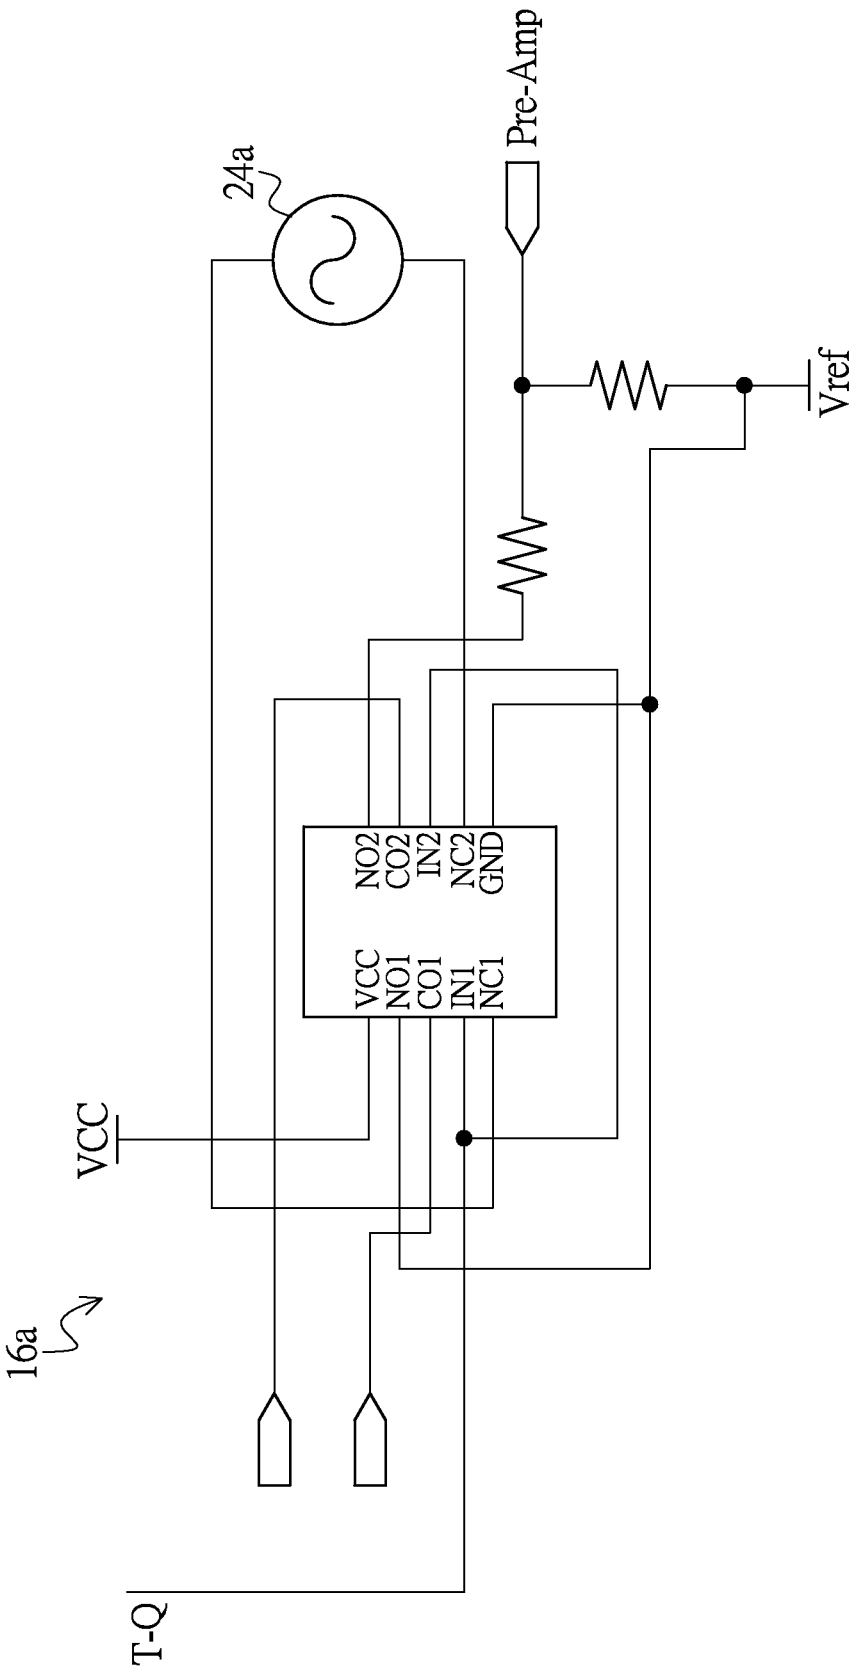 16a
24a
VCC
T-Q
VCC
NO1
CO1
IN1
NC1
NO2
CO2
IN2
NC2
GND
Pre-Amp
Vref